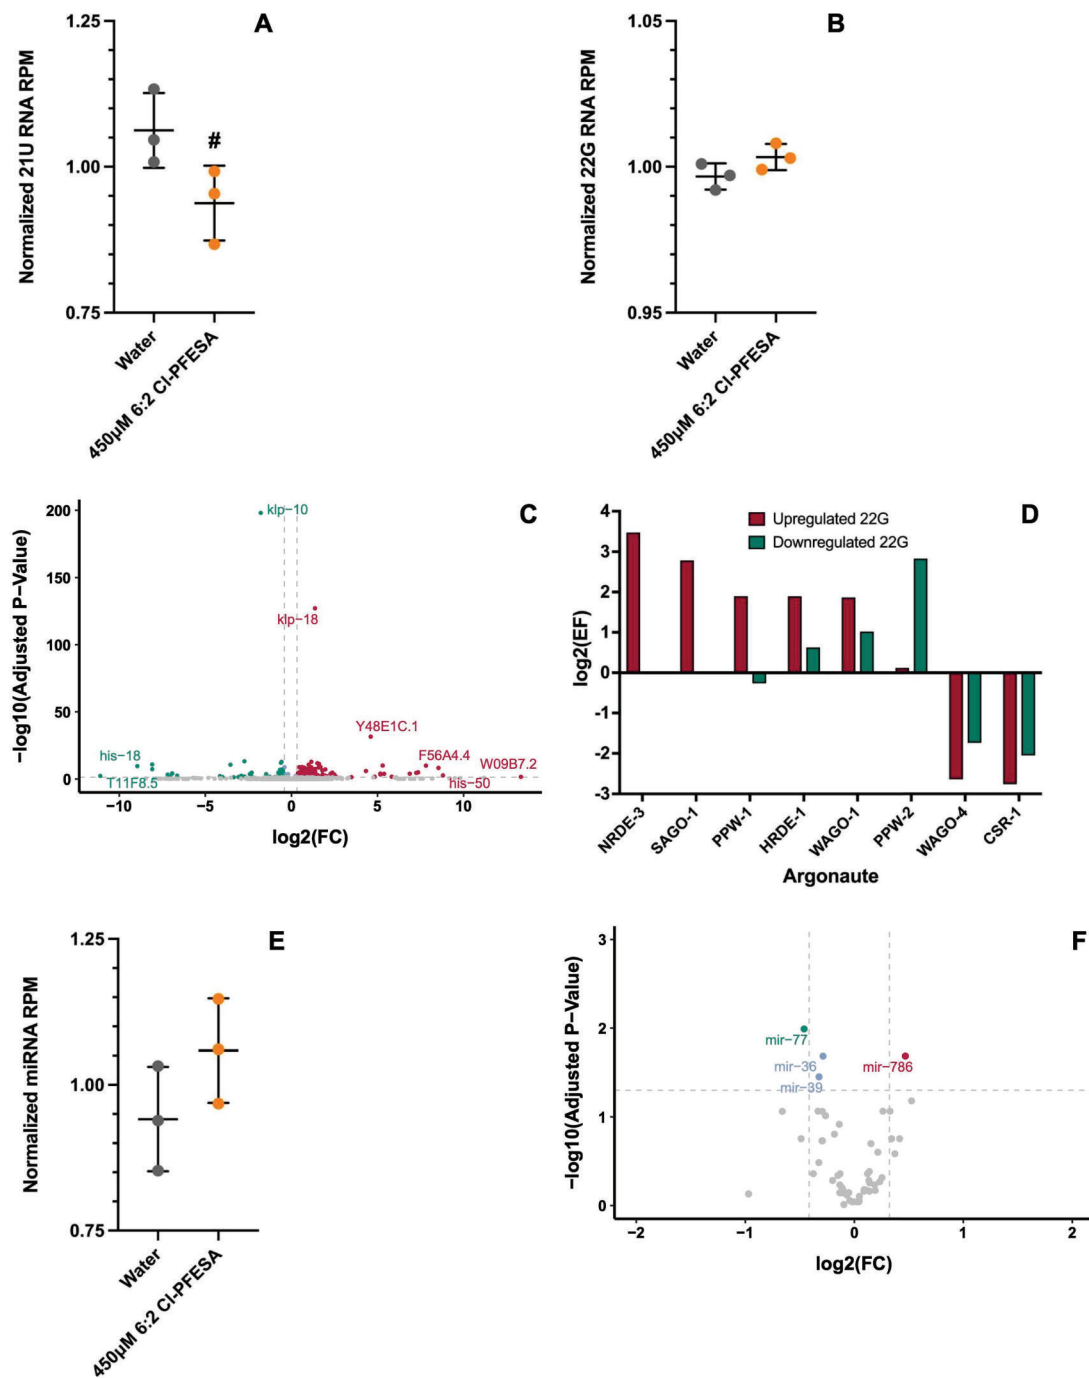 A
Normalized 21U RNA RPM
1.25
1.00
0.75
#
Water
450µM 6:2 Cl-PFESA
B
Normalized 22G RNA RPM
1.05
1.00
0.95
Water
450µM 6:2 Cl-PFESA
C
−log10(Adjusted P-Value)
200
150
100
50
0
klp−10
klp−18
Y48E1C.1
his−18
F56A4.4
W09B7.2
T11F8.5
his−50
−10
−5
0
5
10
log2(FC)
D
Upregulated 22G
Downregulated 22G
log2(EF)
4
3
2
1
0
-1
-2
-3
NRDE-3
SAGO-1
PPW-1
HRDE-1
WAGO-1
PPW-2
WAGO-4
CSR-1
Argonaute
E
Normalized miRNA RPM
1.25
1.00
0.75
Water
450µM 6:2 Cl-PFESA
F
−log10(Adjusted P-Value)
3
2
1
0
mir−77
mir−36
mir−786
mir−39
−2
−1
0
1
2
log2(FC)